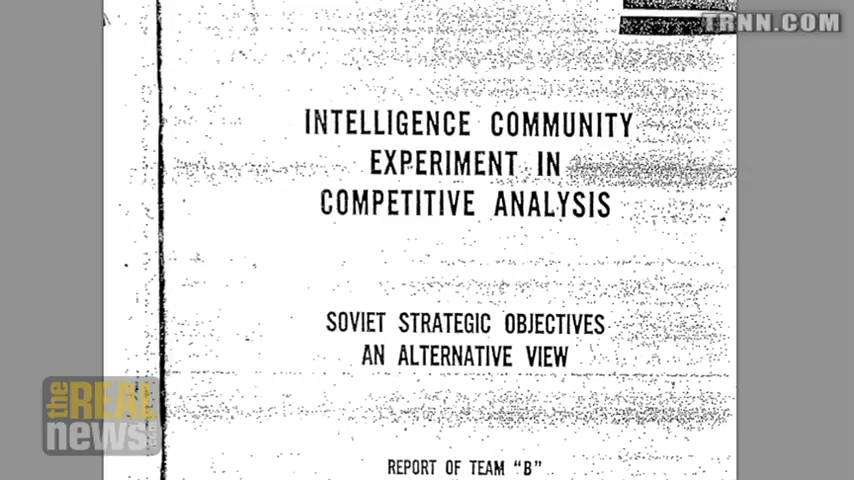 TRNN.COM
INTELLIGENCE COMMUNITY
EXPERIMENT IN
COMPETITIVE ANALYSIS
SOVIET STRATEGIC OBJECTIVES
AN ALTERNATIVE VIEW
the REAL
news.com
REPORT OF TEAM "B"